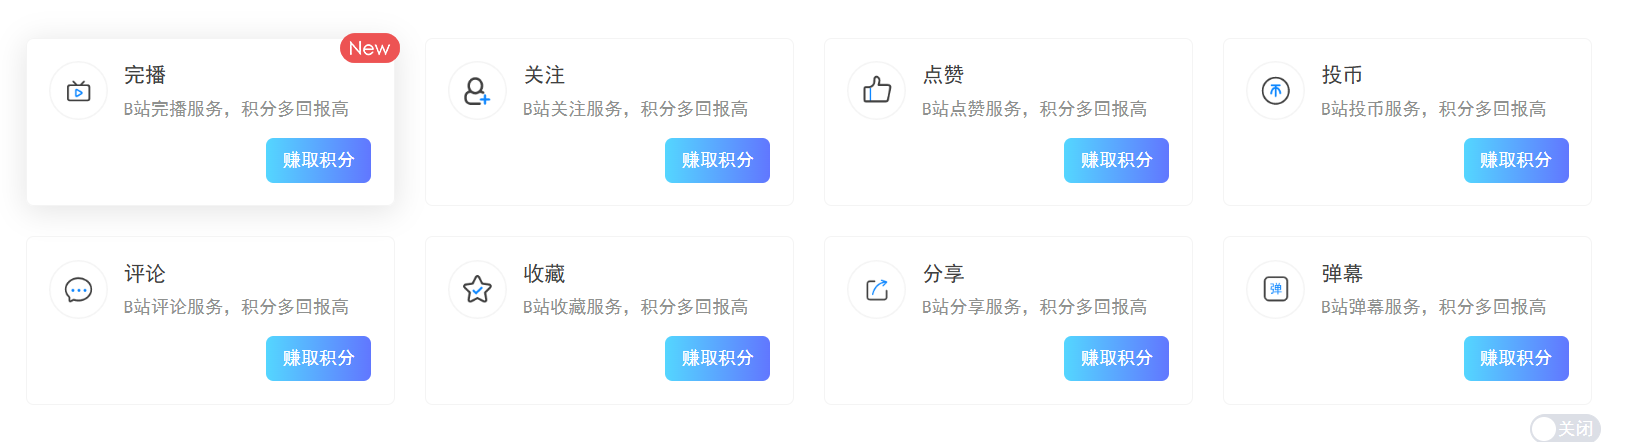 New
完播
B站完播服务，积分多回报高
赚取积分
关注
B站关注服务，积分多回报高
赚取积分
点赞
B站点赞服务，积分多回报高
赚取积分
投币
B站投币服务，积分多回报高
赚取积分
评论
B站评论服务，积分多回报高
赚取积分
收藏
B站收藏服务，积分多回报高
赚取积分
分享
B站分享服务，积分多回报高
赚取积分
弹
弹幕
B站弹幕服务，积分多回报高
赚取积分
关闭